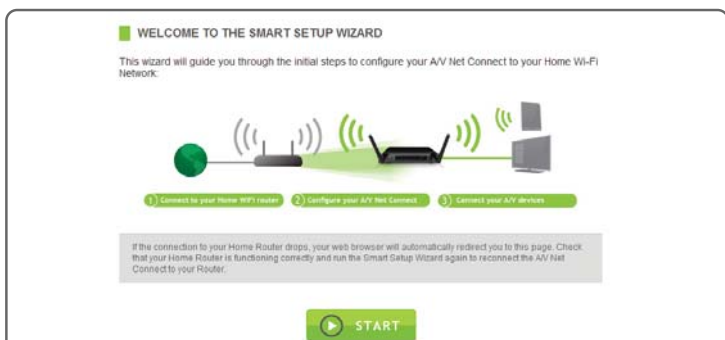 WELCOME TO THE SMART SETUP WIZARD
This wizard will guide you through the initial steps to configure your A/V Net Connect to your Home Wi-Fi
Network:
1 Connect to your Home WiFi router 2 Configure your A/V Net Connect 3 Connect your A/V devices
If the connection to your Home Router drops, your web browser will automatically redirect you to this page. Check
that your Home Router is functioning correctly and run the Smart Setup Wizard again to reconnect the A/V Net
Connect to your Router.
START